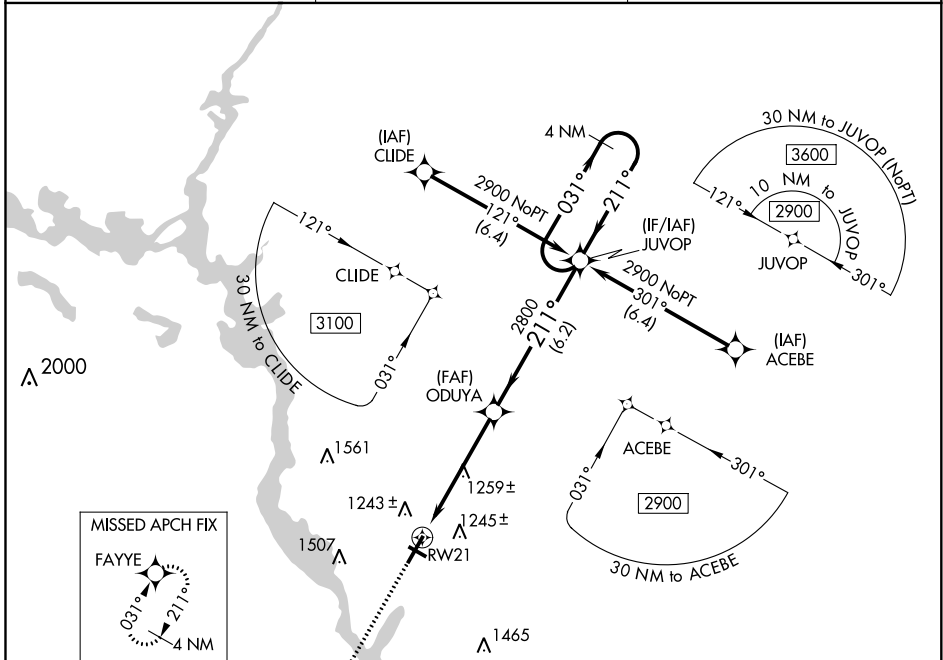 (IAF)
CLIDE
4 NM
031°
211°
2900 NoPT
121°
(6.4)
(IF/IAF)
JUVOP
2900 NoPT
301°
(6.4)
(IAF)
ACEBE
30 NM to JUVOP (NoPT)
3600
10 NM to JUVOP
2900
121°
JUVOP
301°
121°
CLIDE
3100
30 NM to CLIDE
031°
2800
211°
(6.2)
(FAF)
ODUYA
2000
1561
1259±
1243±
1245±
1507
RW21
1465
ACEBE
301°
031°
2900
30 NM to ACEBE
MISSED APCH FIX
FAYYE
031°
211°
4 NM